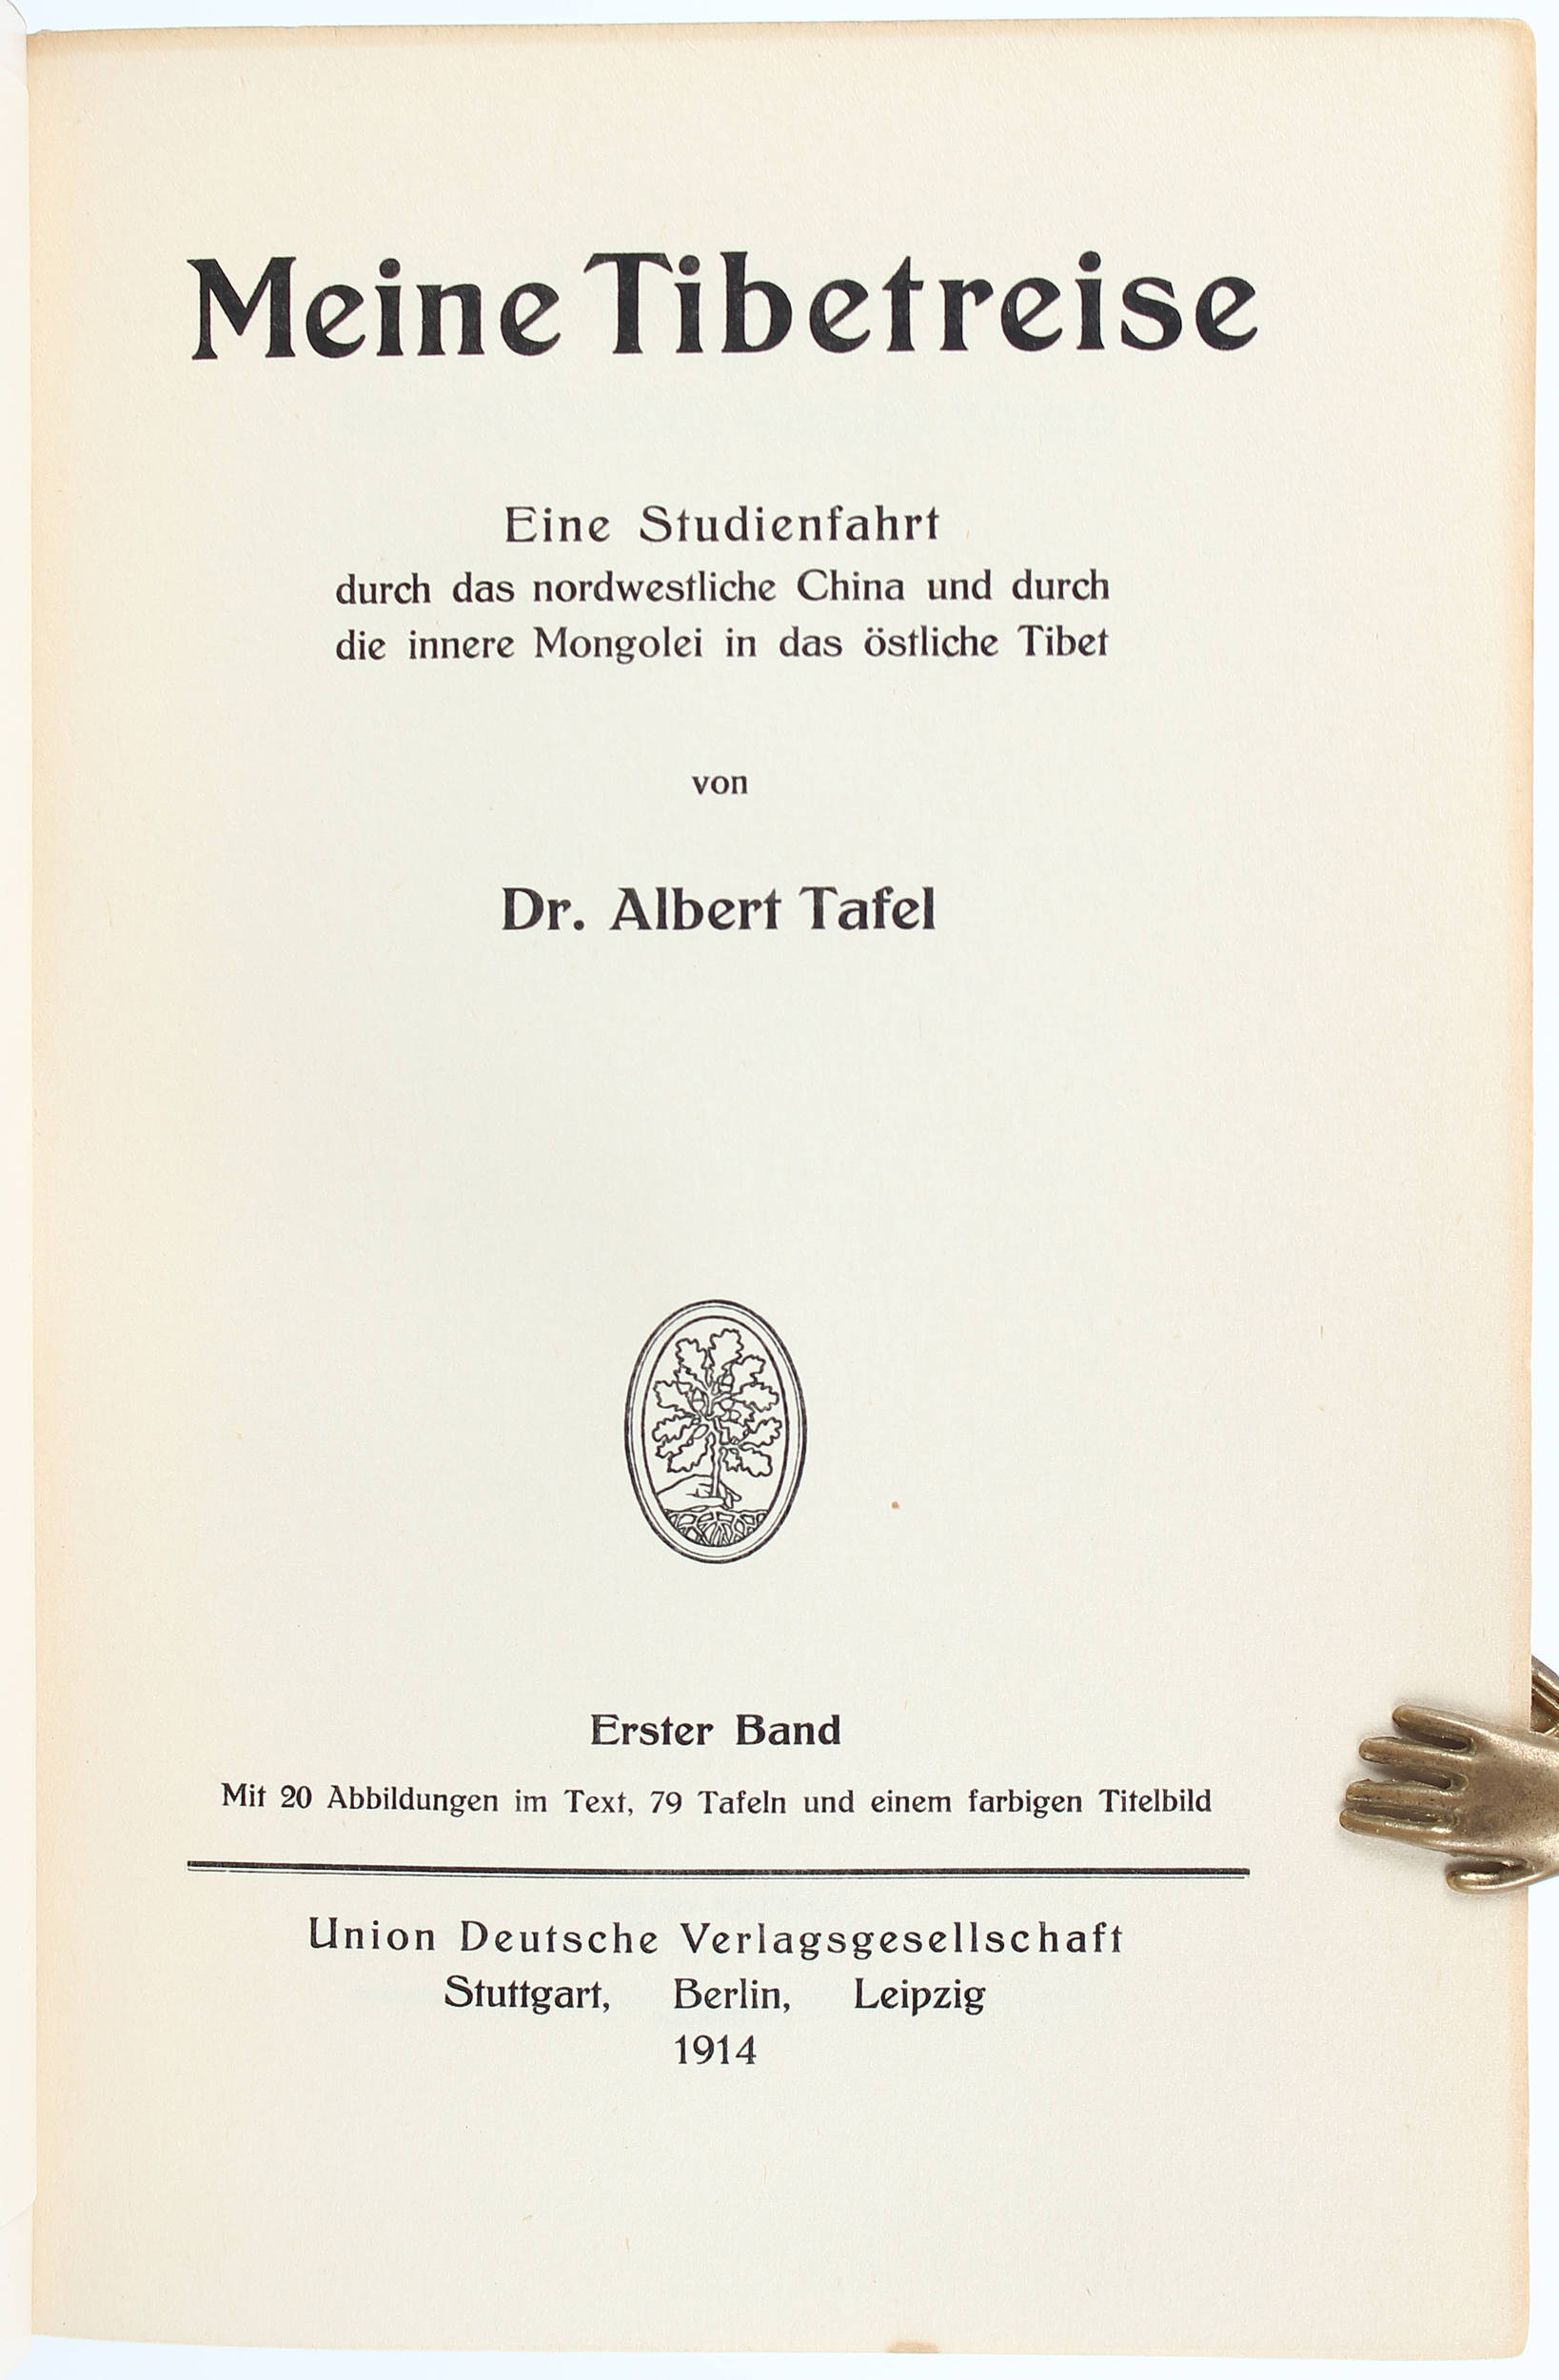 Meine Tibetreise
Eine Studienfahrt
durch das nordwestliche China und durch
die innere Mongolei in das östliche Tibet
von
Dr. Albert Tafel
Erster Band
Mit 20 Abbildungen im Text, 79 Tafeln und einem farbigen Titelbild
Union Deutsche Verlagsgesellschaft
Stuttgart, Berlin, Leipzig
1914